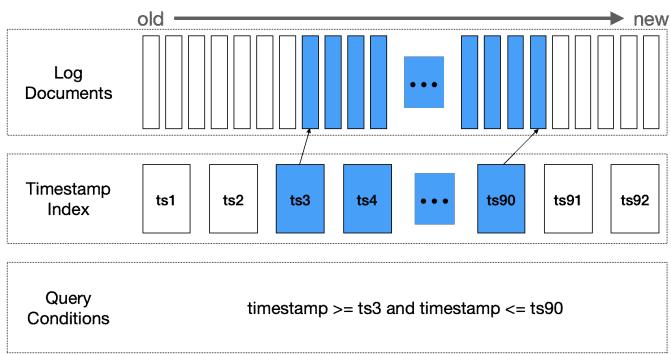 old new
Log
Documents
•••
Timestamp
Index
ts1 ts2 ts3 ts4 ••• ts90 ts91 ts92
Query
Conditions
timestamp >= ts3 and timestamp <= ts90